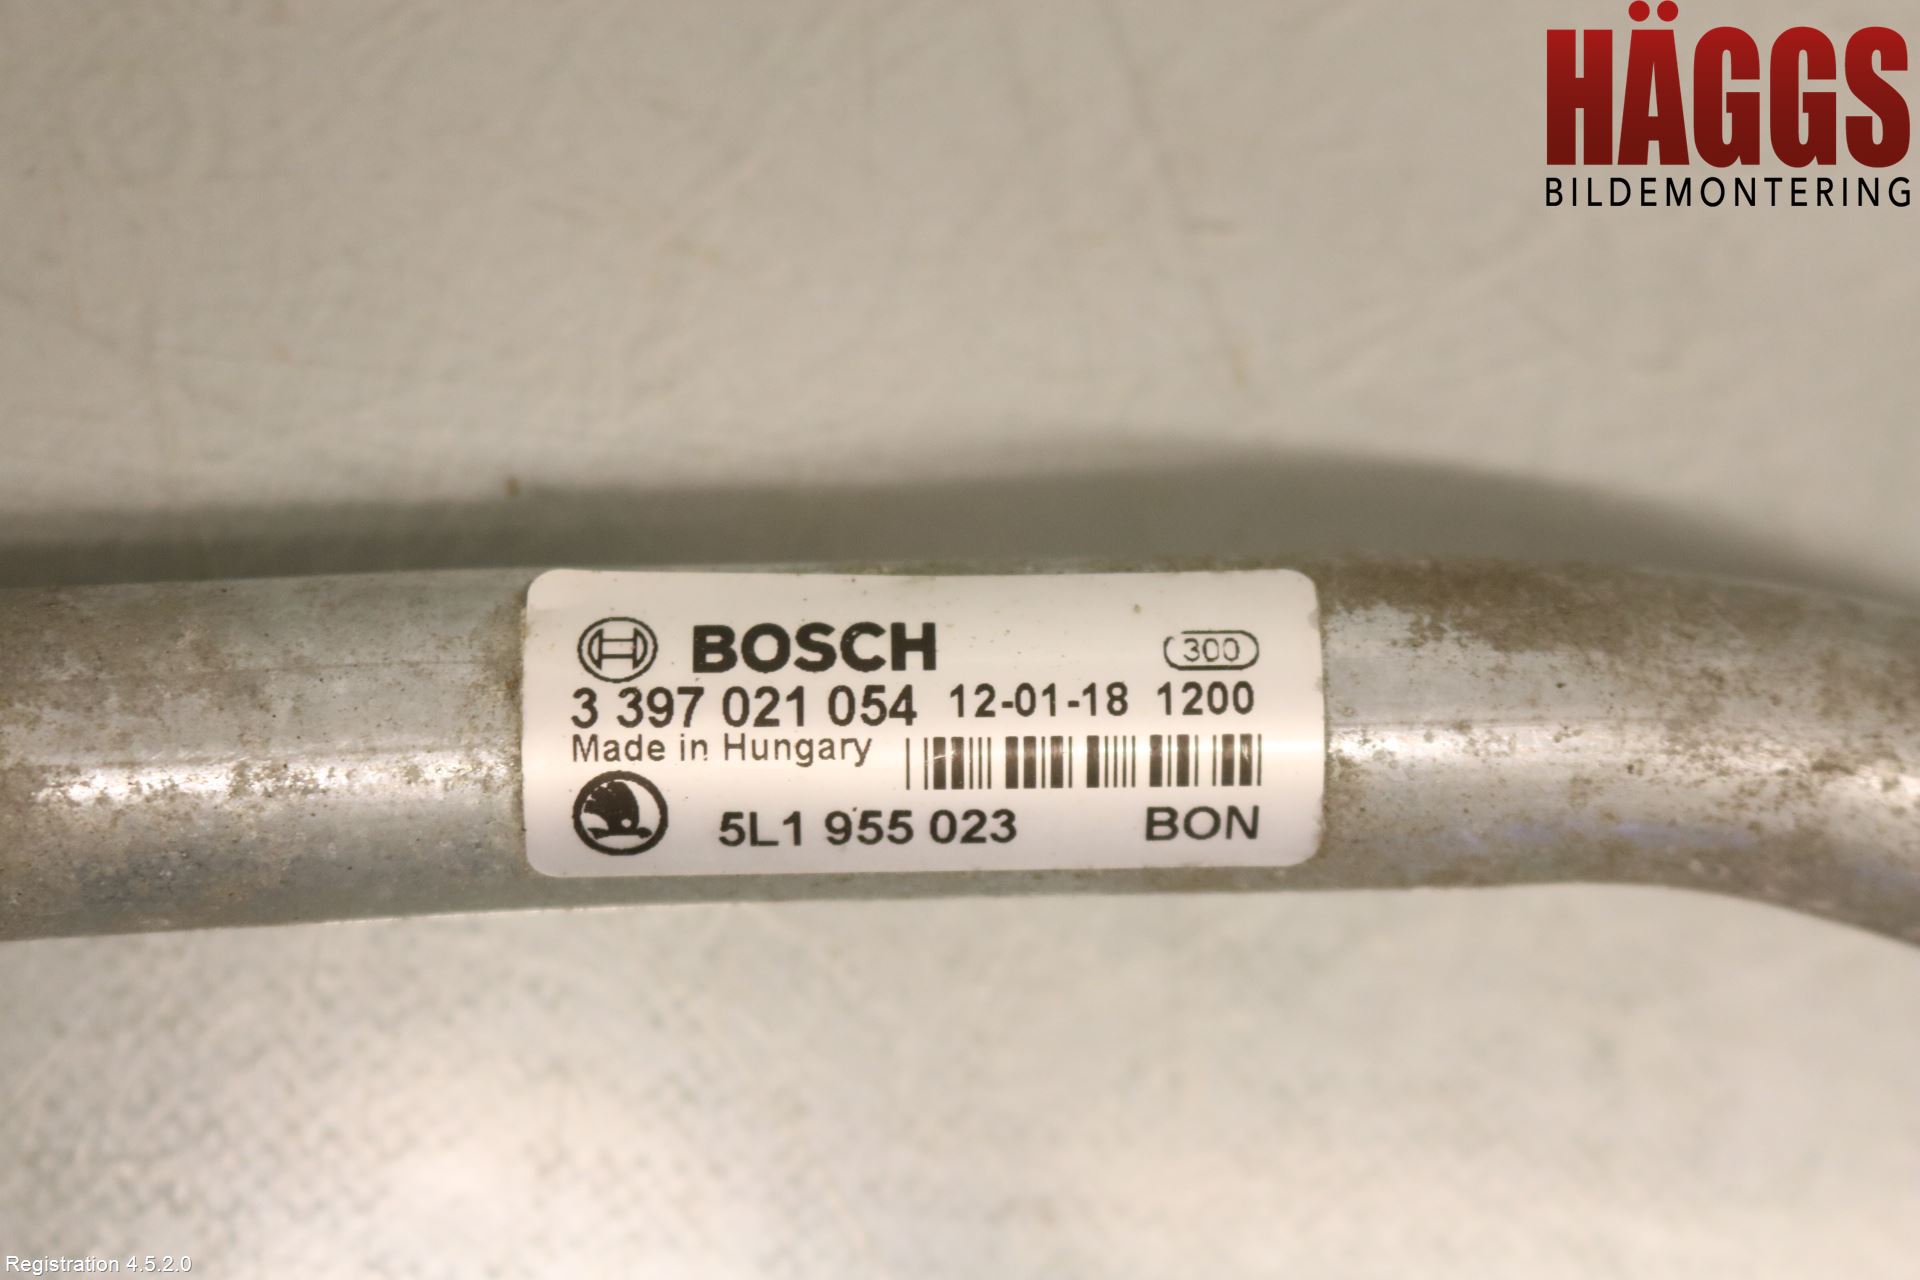 HÄGGS
BILDEMONTERING
BOSCH
300
3 397 021 054 12-01-18 1200
Made in Hungary
5L1 955 023 BON
Registration 4.5.2.0